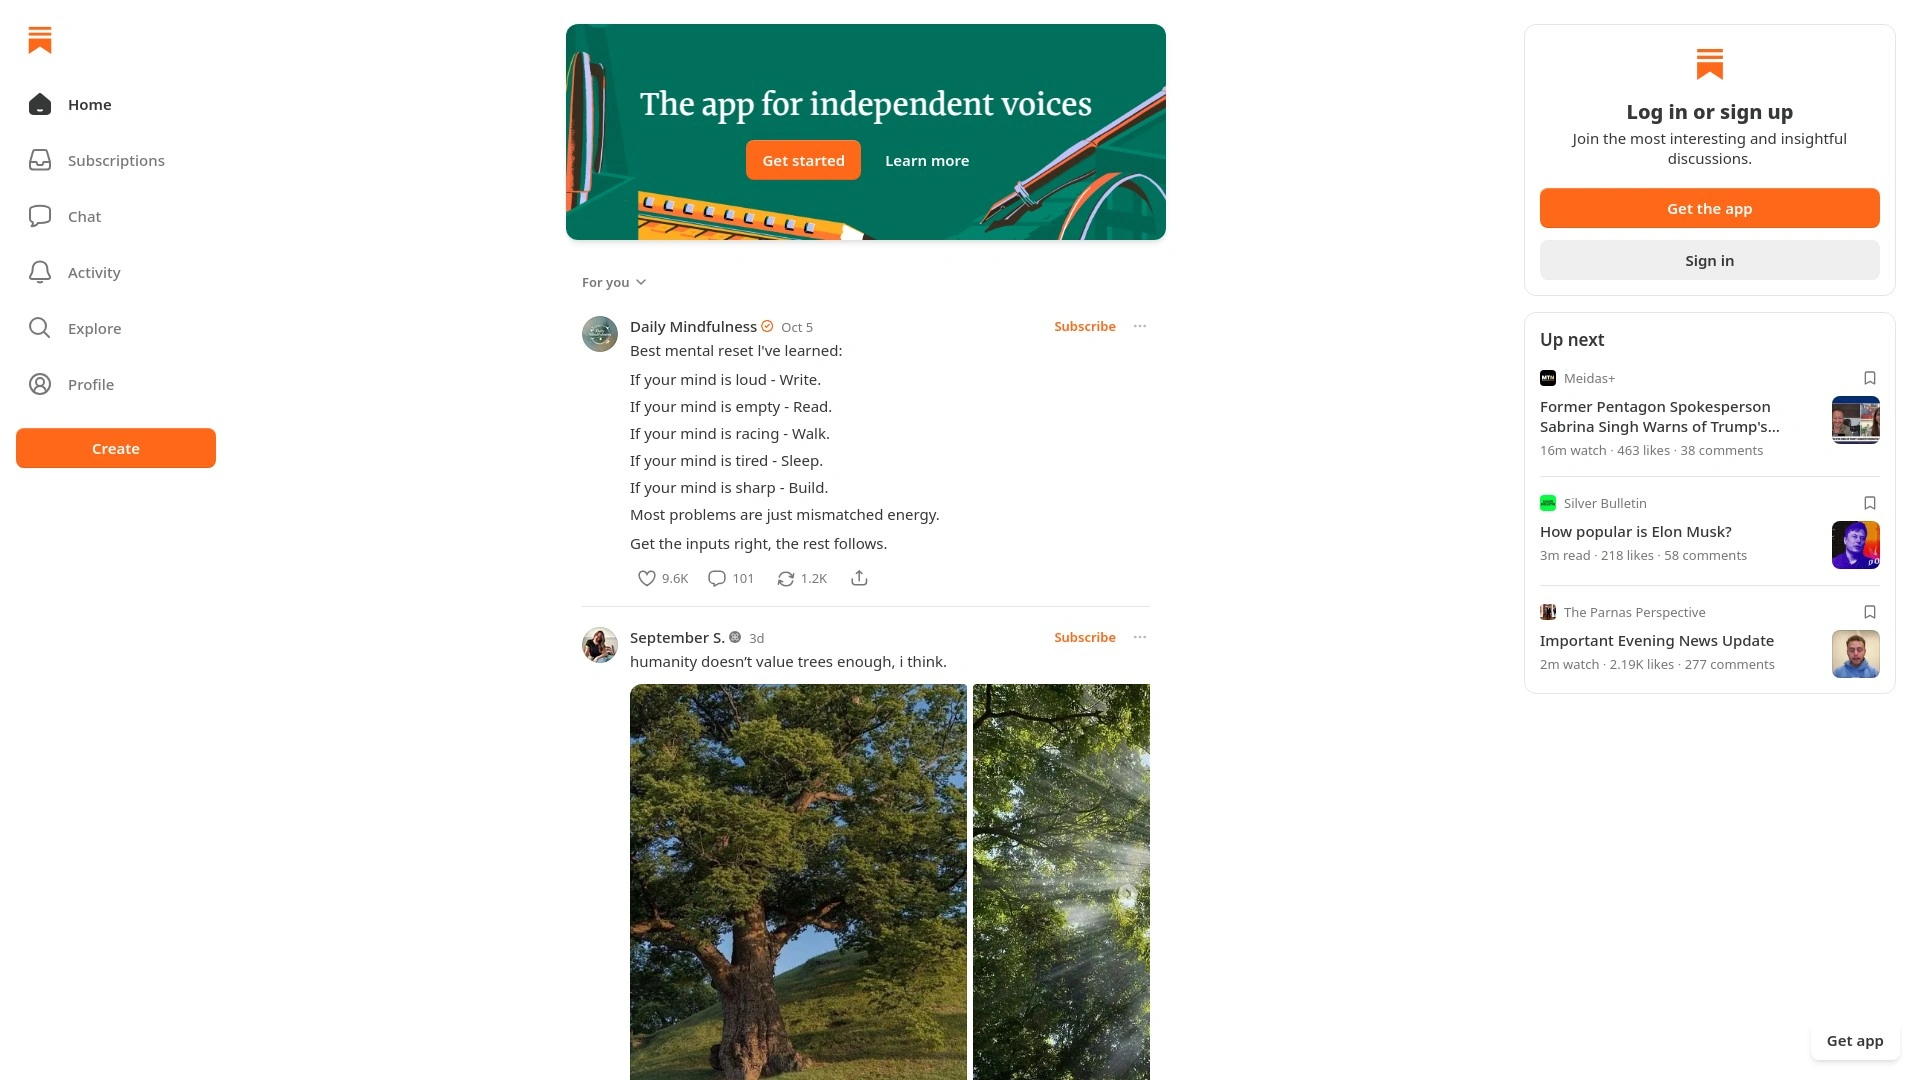 Home
Subscriptions
Chat
Activity
Explore
Profile
Create
The app for independent voices
Get started
Learn more
For you
Daily Mindfulness Oct 5
Subscribe
Best mental reset I've learned:
If your mind is loud - Write.
If your mind is empty - Read.
If your mind is racing - Walk.
If your mind is tired - Sleep.
If your mind is sharp - Build.
Most problems are just mismatched energy.
Get the inputs right, the rest follows.
9.6K 101 1.2K
September S. 3d
Subscribe
humanity doesn’t value trees enough, i think.
Log in or sign up
Join the most interesting and insightful
discussions.
Get the app
Sign in
Up next
Meidas+
Former Pentagon Spokesperson
Sabrina Singh Warns of Trump's...
16m watch · 463 likes · 38 comments
Silver Bulletin
How popular is Elon Musk?
3m read · 218 likes · 58 comments
The Parnas Perspective
Important Evening News Update
2m watch · 2.19K likes · 277 comments
Get app